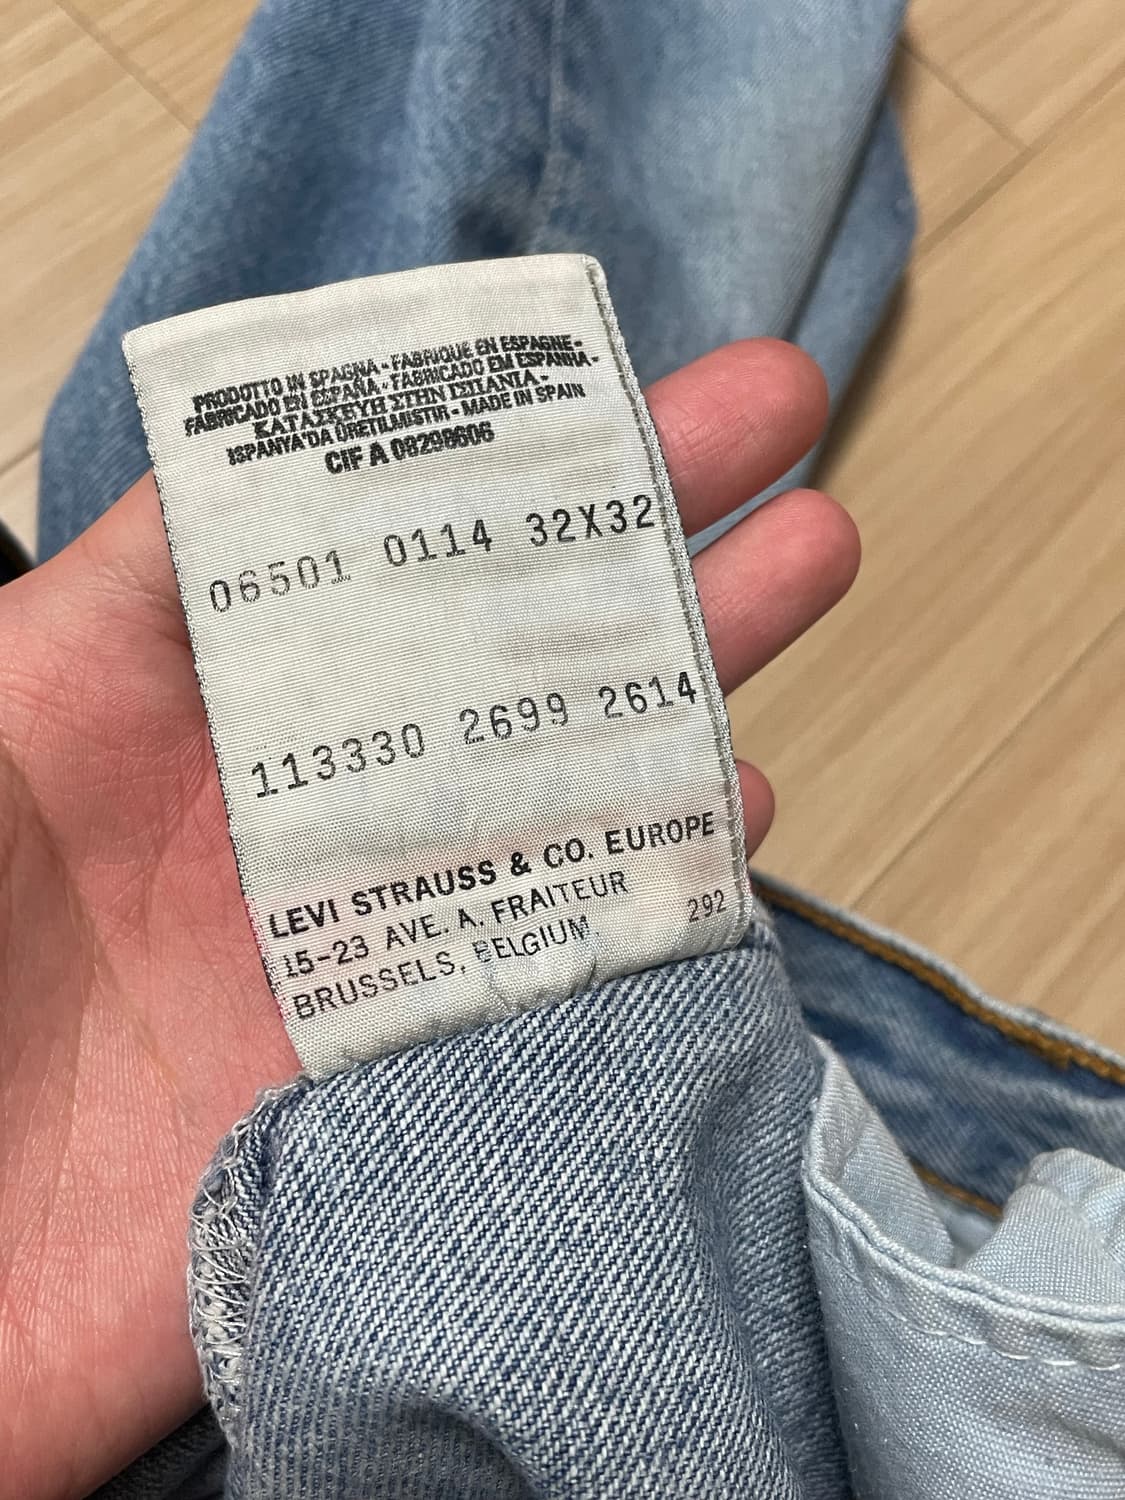 PRODOTTO IN SPAGNA - FABRIQUE EN ESPAGNE -
FABRICADO EN ESPAÑA - FABRICADO EM ESPANHA -
ΚΑΤΑΣΚΕΥΗ ΣΤΗΝ ΙΣΠΑΝΙΑ -
ISPANYA'DA ÜRETILMISTIR - MADE IN SPAIN
CIF A 08298606
06501 0114 32X32
113330 2699 2614
LEVI STRAUSS & CO. EUROPE
15-23 AVE. A. FRAITEUR
BRUSSELS, BELGIUM. 292